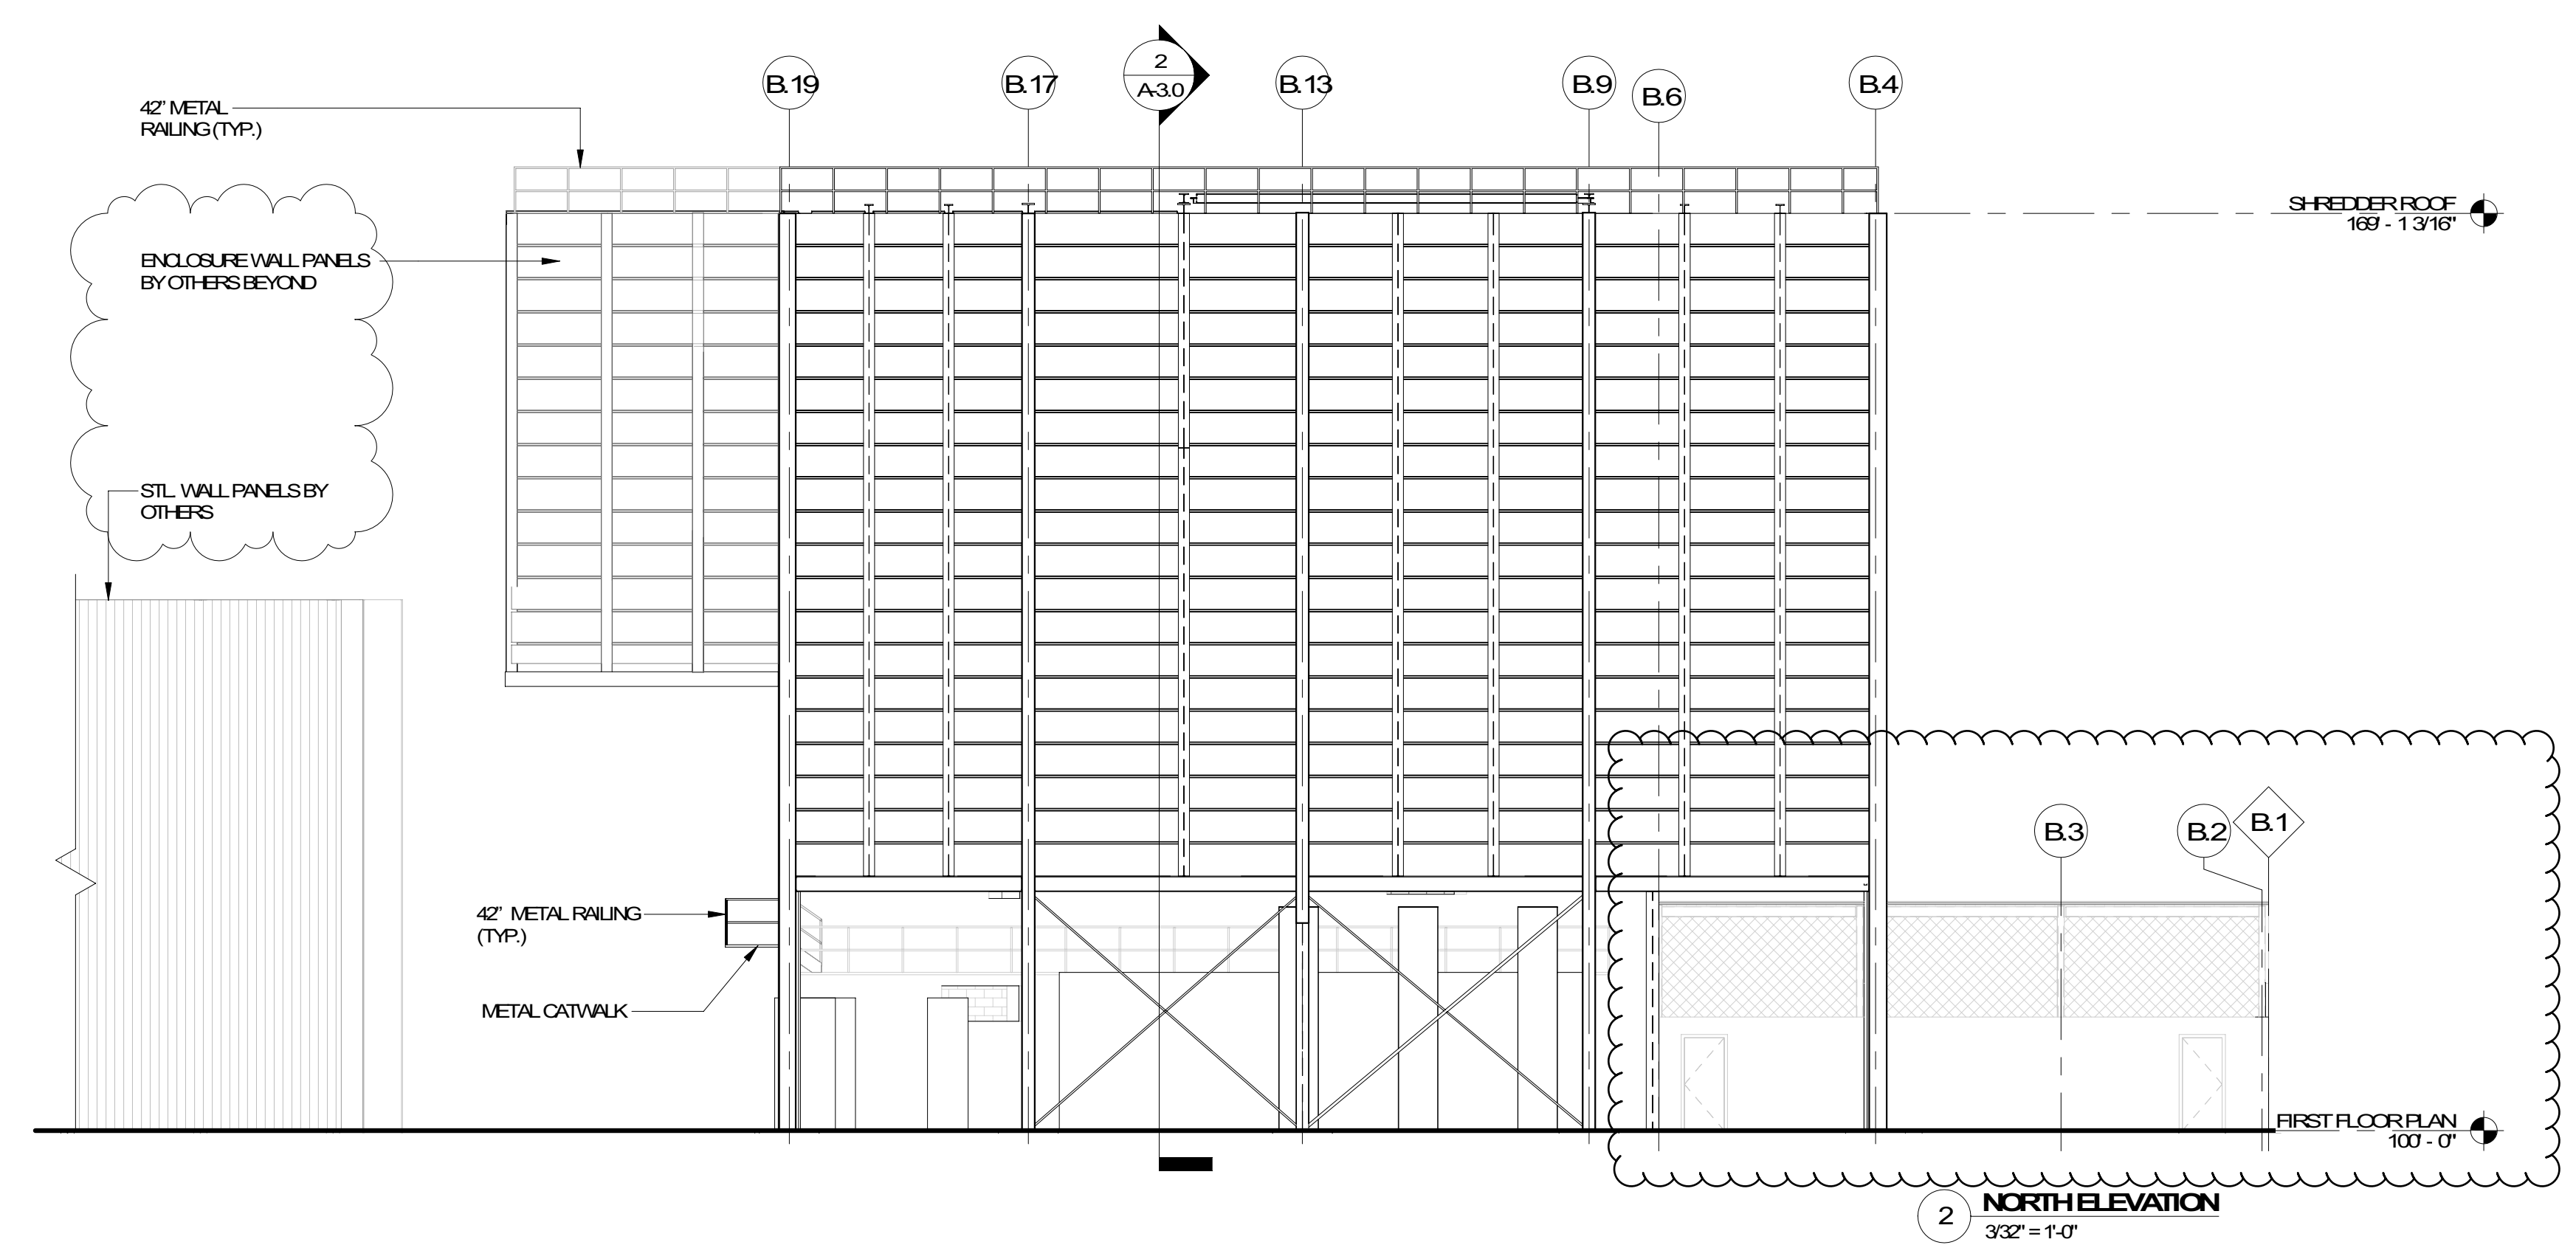 2
A-3.0
B.19
B.17
B.13
B.9
B.6
B.4
42" METAL
RAILING (TYP.)
SHREDDER ROOF
169' - 1 3/16"
ENCLOSURE WALL PANELS
BY OTHERS BEYOND
STL. WALL PANELS BY
OTHERS
B.3
B.2
B.1
42" METAL RAILING
(TYP.)
METAL CATWALK
FIRST FLOOR PLAN
100' - 0"
2
NORTH ELEVATION
3/32" = 1'-0"